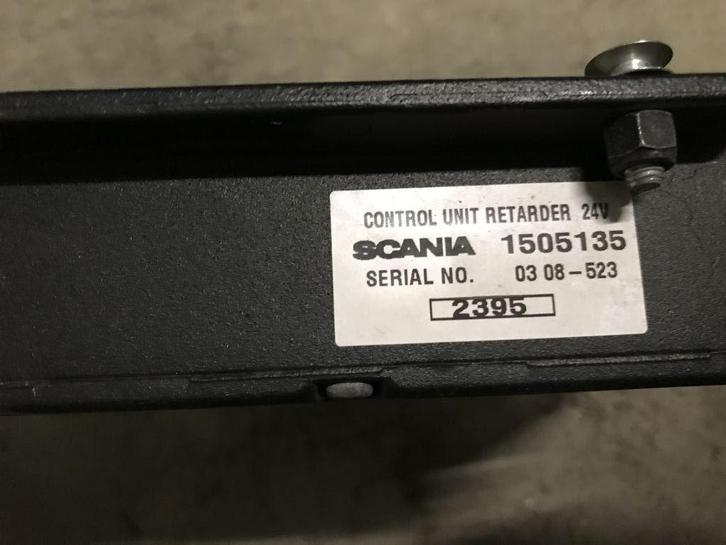 CONTROL UNIT RETARDER 24V
SCANIA 1505135
SERIAL NO. 03 08-523
2395